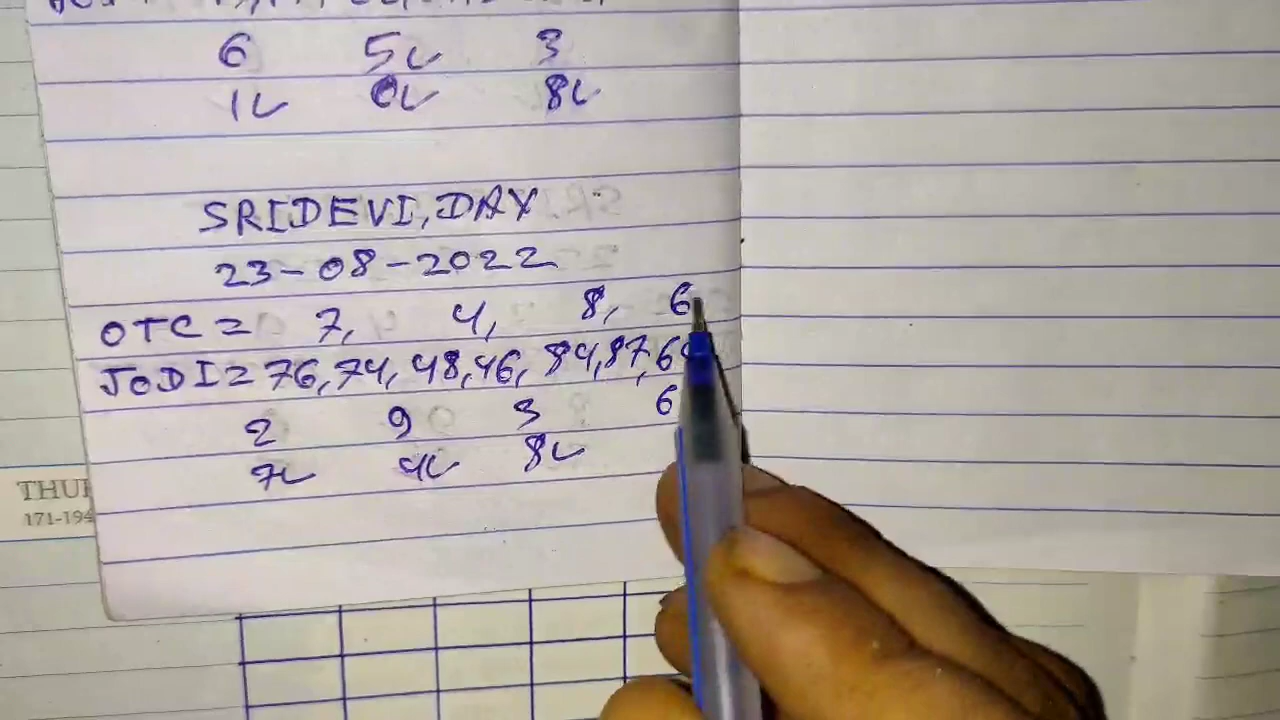 6 5✓ 3
1✓ 0✓ 8✓
SRIDEVI, DAY
23-08-2022
OTC = 7, 4, 8, 6
JODI = 76, 74, 48, 46, 84, 87, 6
2 9 3 6
7✓ 4✓ 8✓
THU
171-194